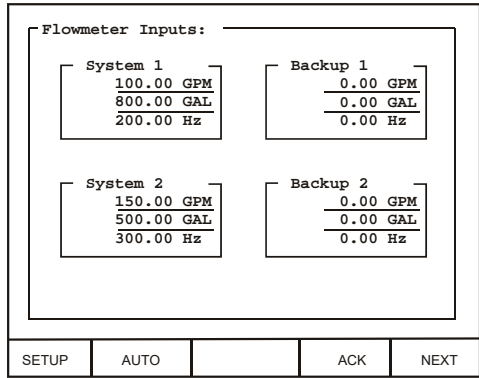 Flowmeter Inputs:
System 1
100.00 GPM
800.00 GAL
200.00 Hz
Backup 1
0.00 GPM
0.00 GAL
0.00 Hz
System 2
150.00 GPM
500.00 GAL
300.00 Hz
Backup 2
0.00 GPM
0.00 GAL
0.00 Hz
SETUP AUTO ACK NEXT